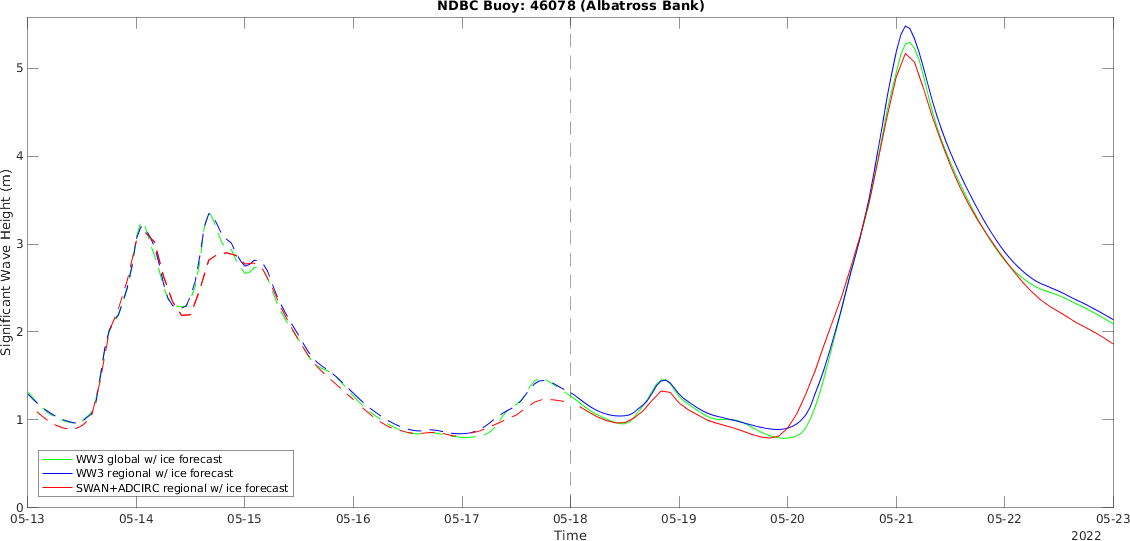 NDBC Buoy: 46078 (Albatross Bank)
Significant Wave Height (m)
5
4
3
2
1
0
WW3 global w/ ice forecast
WW3 regional w/ ice forecast
SWAN+ADCIRC regional w/ ice forecast
05-13 05-14 05-15 05-16 05-17 05-18 05-19 05-20 05-21 05-22 05-23
Time
2022